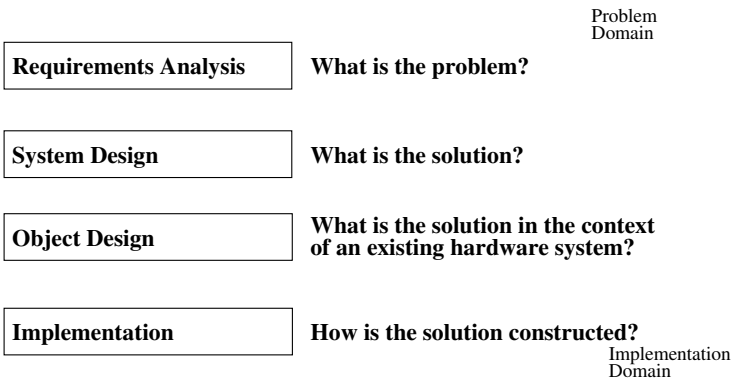 Problem
Domain
Requirements Analysis
What is the problem?
System Design
What is the solution?
Object Design
What is the solution in the context
of an existing hardware system?
Implementation
How is the solution constructed?
Implementation
Domain